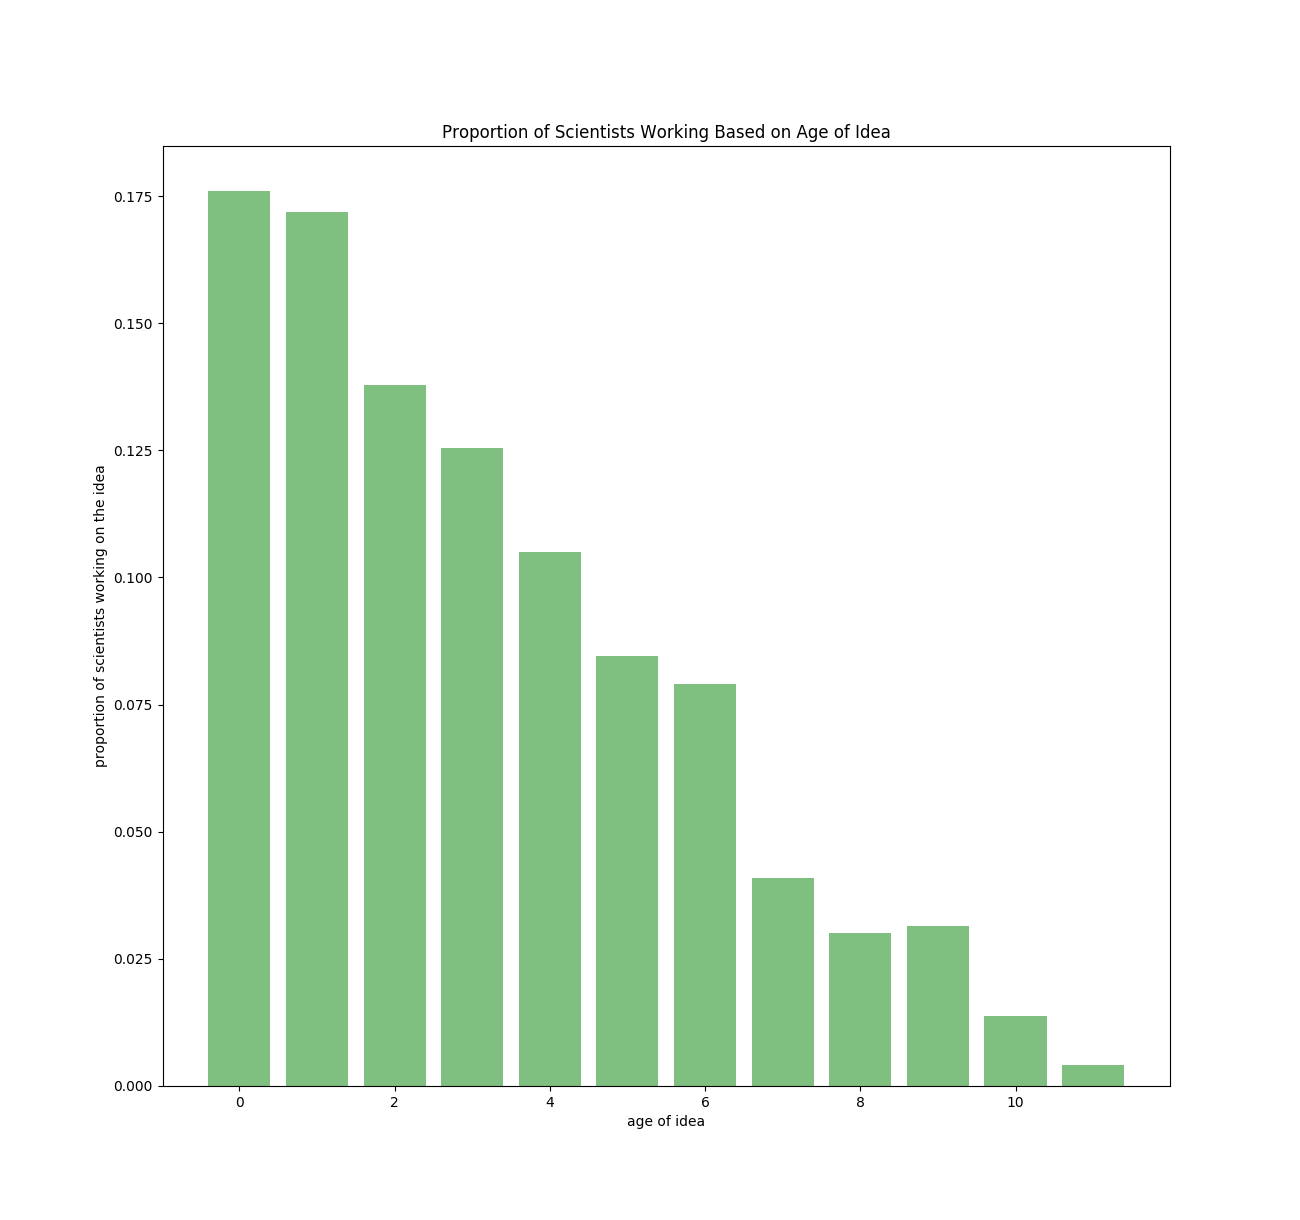 Proportion of Scientists Working Based on Age of Idea
0.175
0.150
0.125
0.100
0.075
0.050
0.025
0.000
proportion of scientists working on the idea
0 2 4 6 8 10
age of idea